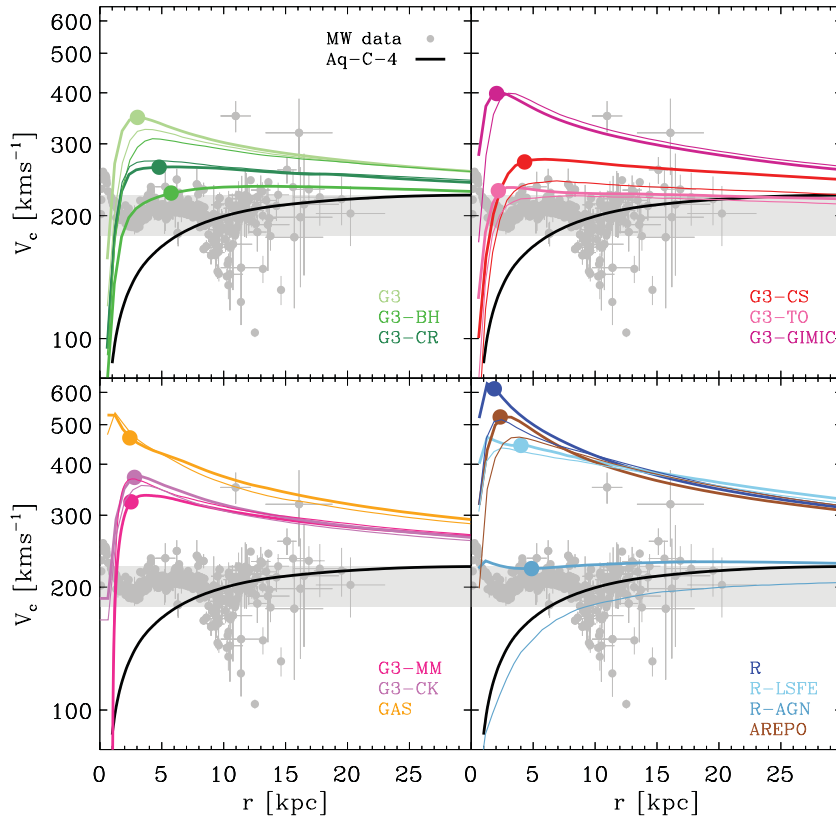 600
500
400
300
200
100
V_c [kms⁻¹]
MW data
Aq-C-4
G3
G3-BH
G3-CR
G3-CS
G3-TO
G3-GIMIC
600
500
400
300
200
100
V_c [kms⁻¹]
G3-MM
G3-CK
GAS
R
R-LSFE
R-AGN
AREPO
0 5 10 15 20 25 0 5 10 15 20 25
r [kpc] r [kpc]